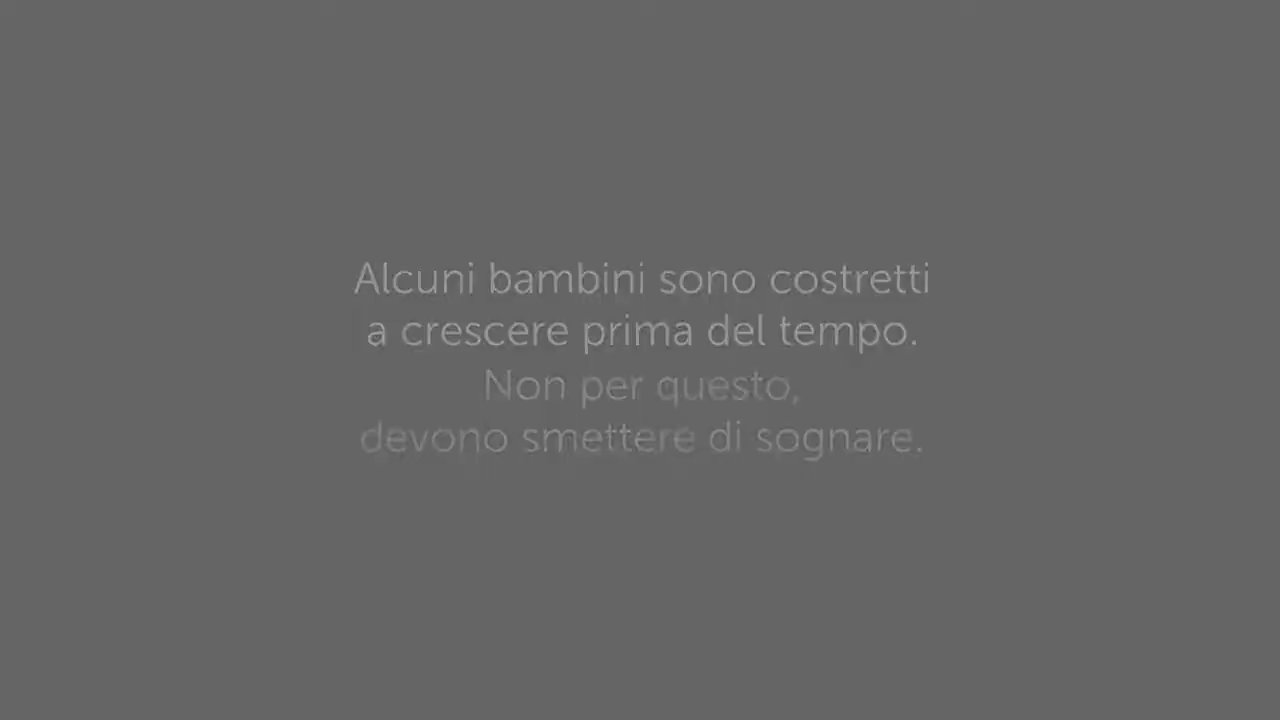 Alcuni bambini sono costretti
a crescere prima del tempo.
Non per questo,
devono smettere di sognare.